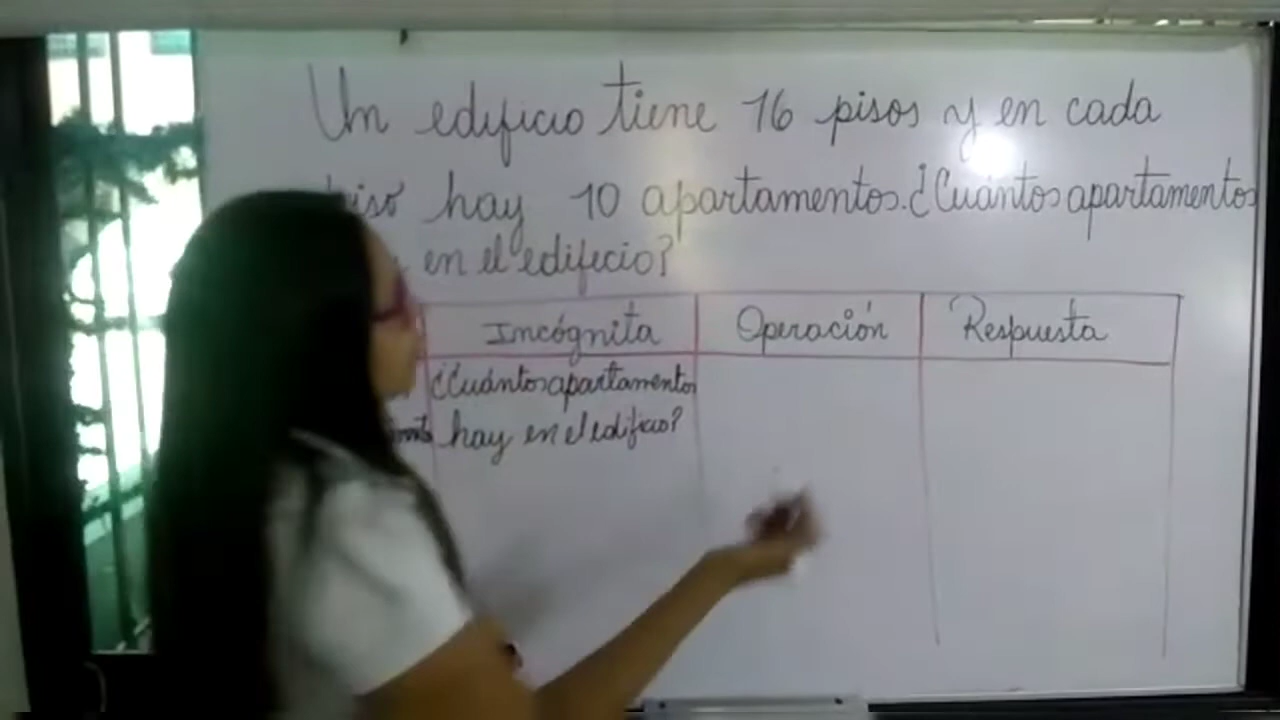 Un edificio tiene 16 pisos y en cada
piso hay 10 apartamentos. ¿Cuántos apartamentos
en el edifecio?
Incógnita Operación Respuesta
¿Cuántos apartamentos
hay en el edificio?